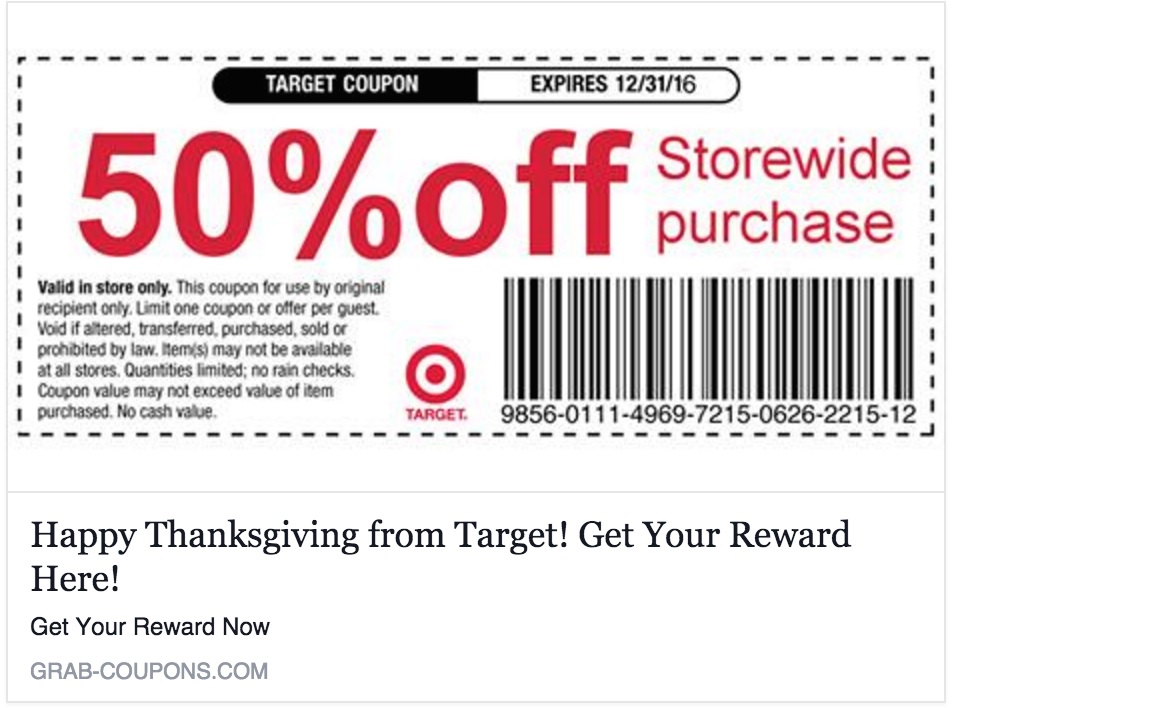 TARGET COUPON EXPIRES 12/31/16
50%off Storewide
purchase
Valid in store only. This coupon for use by original
recipient only. Limit one coupon or offer per guest.
Void if altered, transferred, purchased, sold or
prohibited by law. Item(s) may not be available
at all stores. Quantities limited; no rain checks.
Coupon value may not exceed value of item
purchased. No cash value.
TARGET.
9856-0111-4969-7215-0626-2215-12
Happy Thanksgiving from Target! Get Your Reward
Here!
Get Your Reward Now
GRAB-COUPONS.COM